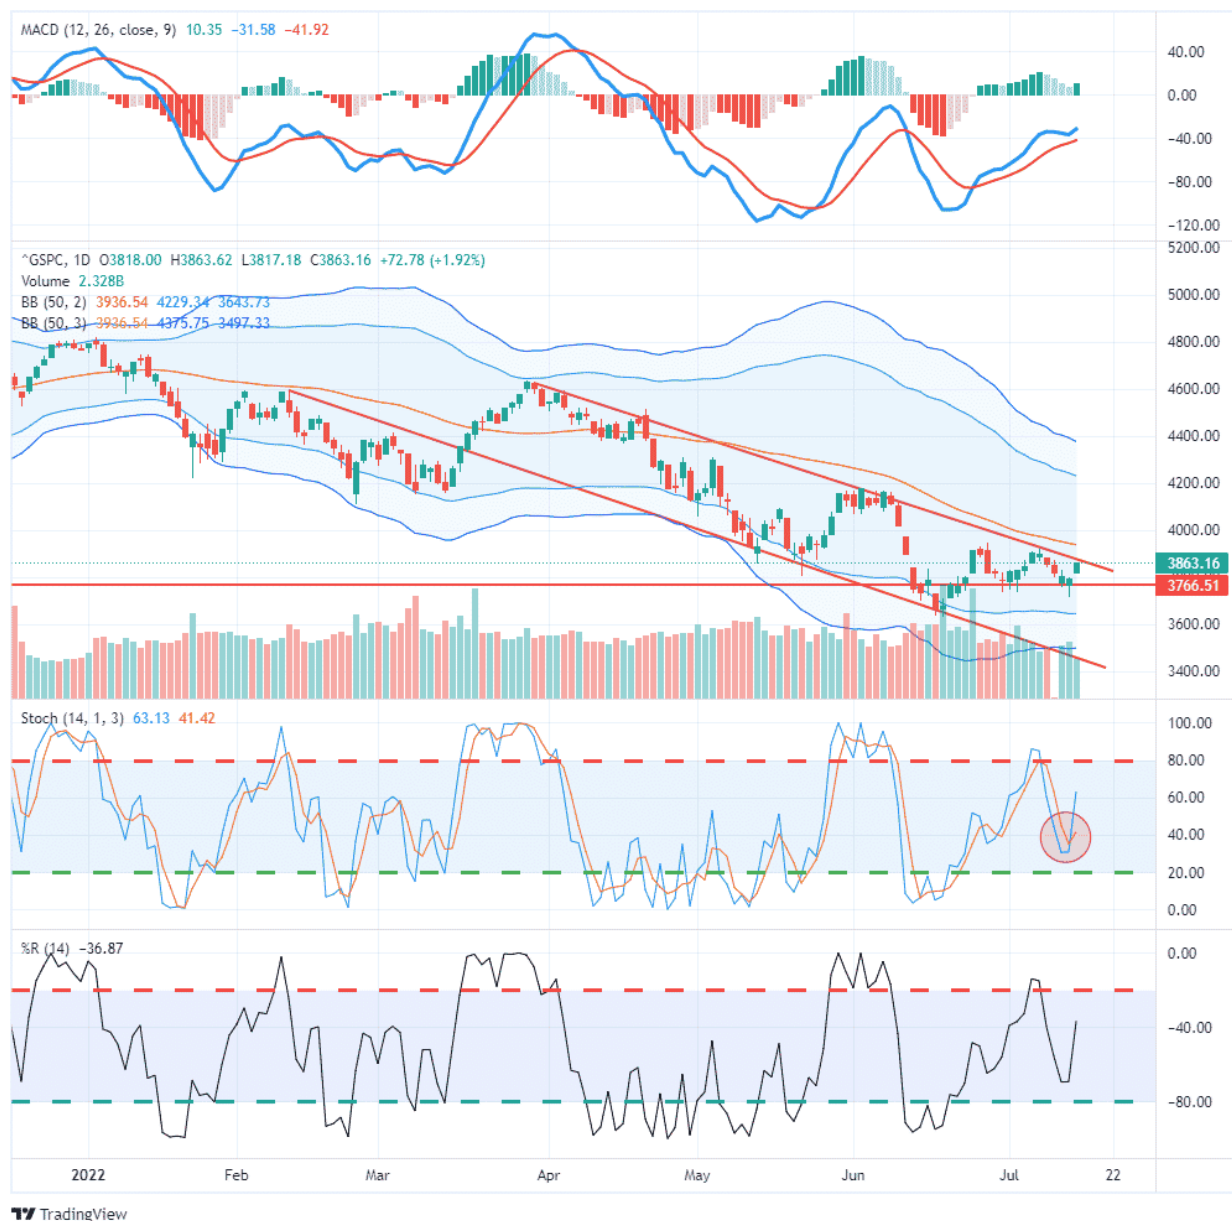 MACD (12, 26, close, 9) 10.35 −31.58 −41.92
40.00
0.00
−40.00
−80.00
−120.00
5200.00
^GSPC, 1D O3818.00 H3863.62 L3817.18 C3863.16 +72.78 (+1.92%)
Volume 2.328B
5000.00
BB (50, 2) 3936.54 4229.34 3643.73
BB (50, 3) 3936.54 4375.75 3497.33
4800.00
4600.00
4400.00
4200.00
4000.00
3863.16
3766.51
3600.00
3400.00
Stoch (14, 1, 3) 63.13 41.42
100.00
80.00
60.00
40.00
20.00
0.00
%R (14) −36.87
0.00
−40.00
−80.00
2022 Feb Mar Apr May Jun Jul 22
TradingView